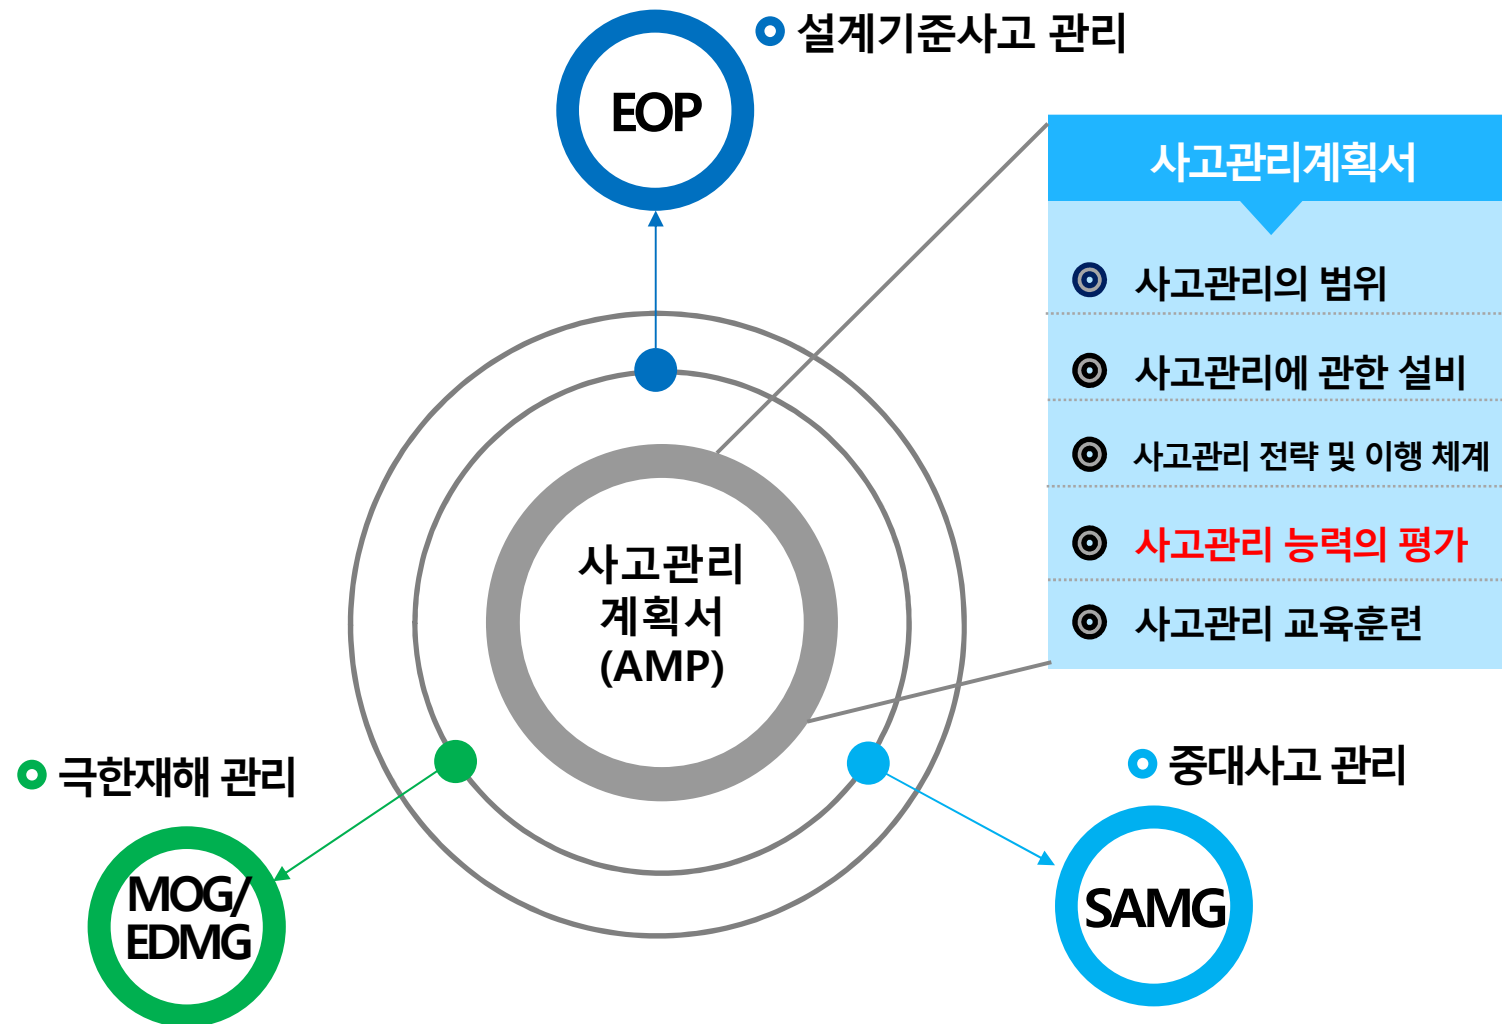 설계기준사고 관리
EOP
사고관리계획서
사고관리의 범위
사고관리에 관한 설비
사고관리 전략 및 이행 체계
사고관리 능력의 평가
사고관리 교육훈련
사고관리
계획서
(AMP)
극한재해 관리
MOG/
EDMG
중대사고 관리
SAMG